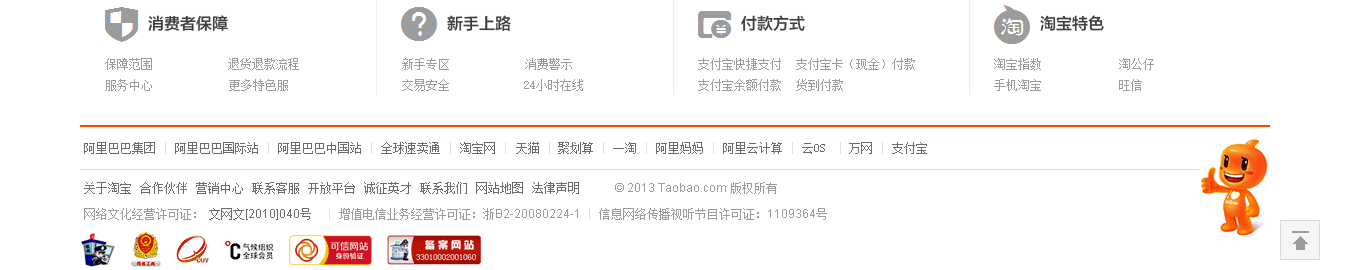 消费者保障 新手上路 付款方式 淘 淘宝特色
保障范围 退货退款流程 新手专区 消费警示 支付宝快捷支付 支付宝卡（现金）付款 淘宝指数 淘公仔
服务中心 更多特色服 交易安全 24小时在线 支付宝余额付款 货到付款 手机淘宝 旺信
阿里巴巴集团 | 阿里巴巴国际站 | 阿里巴巴中国站 | 全球速卖通 | 淘宝网 | 天猫 | 聚划算 | 一淘 | 阿里妈妈 | 阿里云计算 | 云OS | 万网 | 支付宝
关于淘宝 合作伙伴 营销中心 联系客服 开放平台 诚征英才 联系我们 网站地图 法律声明 © 2013 Taobao.com 版权所有
网络文化经营许可证： 文网文[2010]040号 | 增值电信业务经营许可证：浙B2-20080224-1 | 信息网络传播视听节目许可证：1109364号
°C 气候组织 可信网站 备案网站
全球会员 身份验证 33010002001060